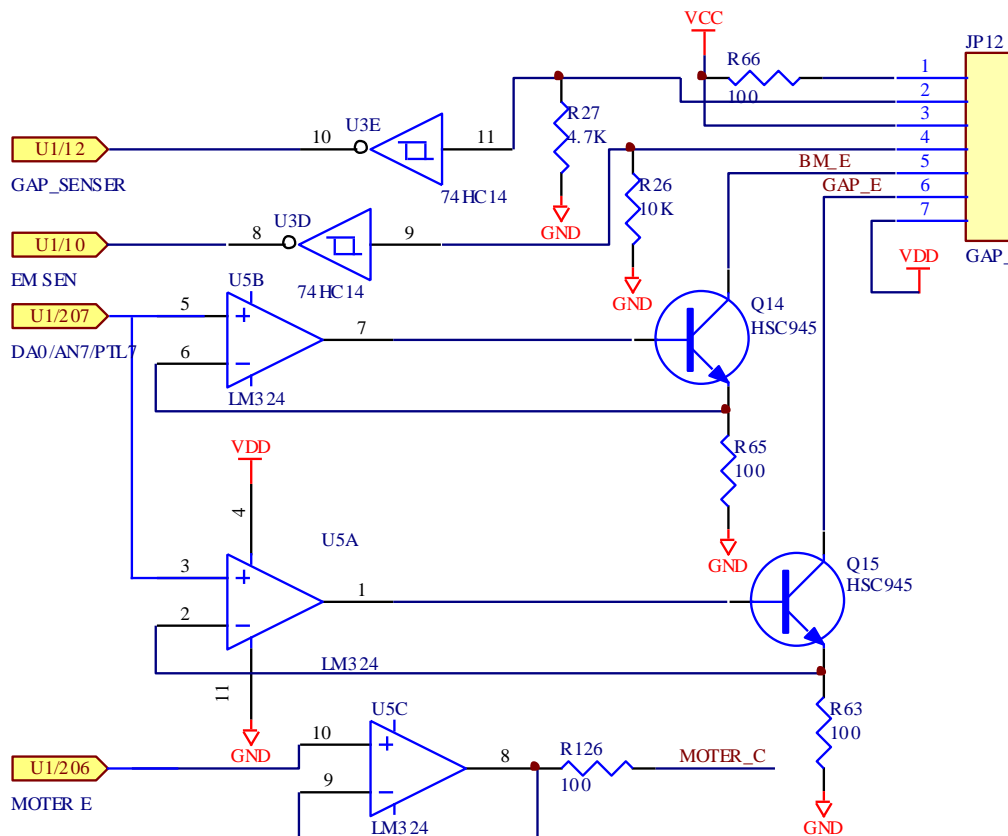 VCC
JP12
R66
100
1
2
3
4
5
6
7
BM_E
GAP_E
VDD
GAP_
U1/12
GAP_SENSER
10
U3E
11
74HC14
R27
4.7K
GND
R26
10K
GND
U1/10
EM SEN
8
U3D
9
74HC14
U1/207
DA0/AN7/PTL7
5
6
U5B
+
−
7
LM324
Q14
HSC945
R65
100
GND
VDD
4
U5A
3
2
+
−
1
LM324
11
GND
Q15
HSC945
R63
100
GND
U1/206
MOTER E
10
9
U5C
+
−
8
LM324
R126
100
MOTER_C